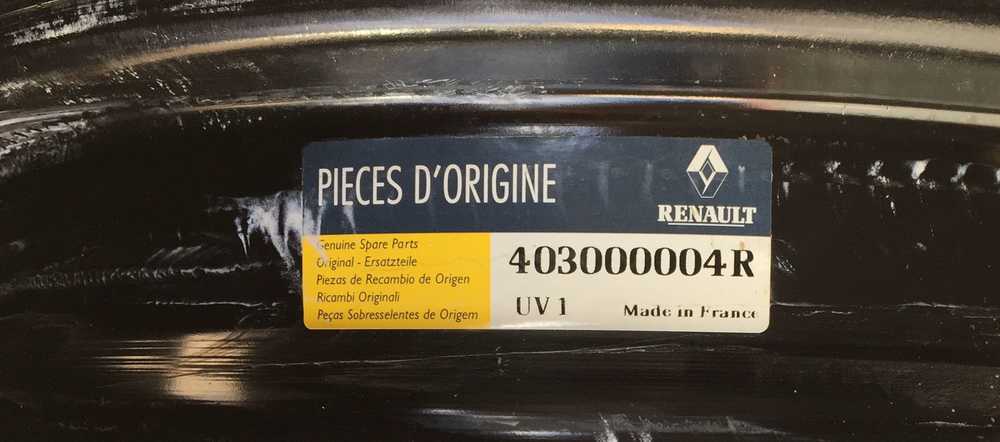 PIECES D'ORIGINE
RENAULT
Genuine Spare Parts
Original - Ersatzteile
Piezas de Recambio de Origen
Ricambi Originali
Peças Sobresselentes de Origem
403000004R
UV 1 Made in France